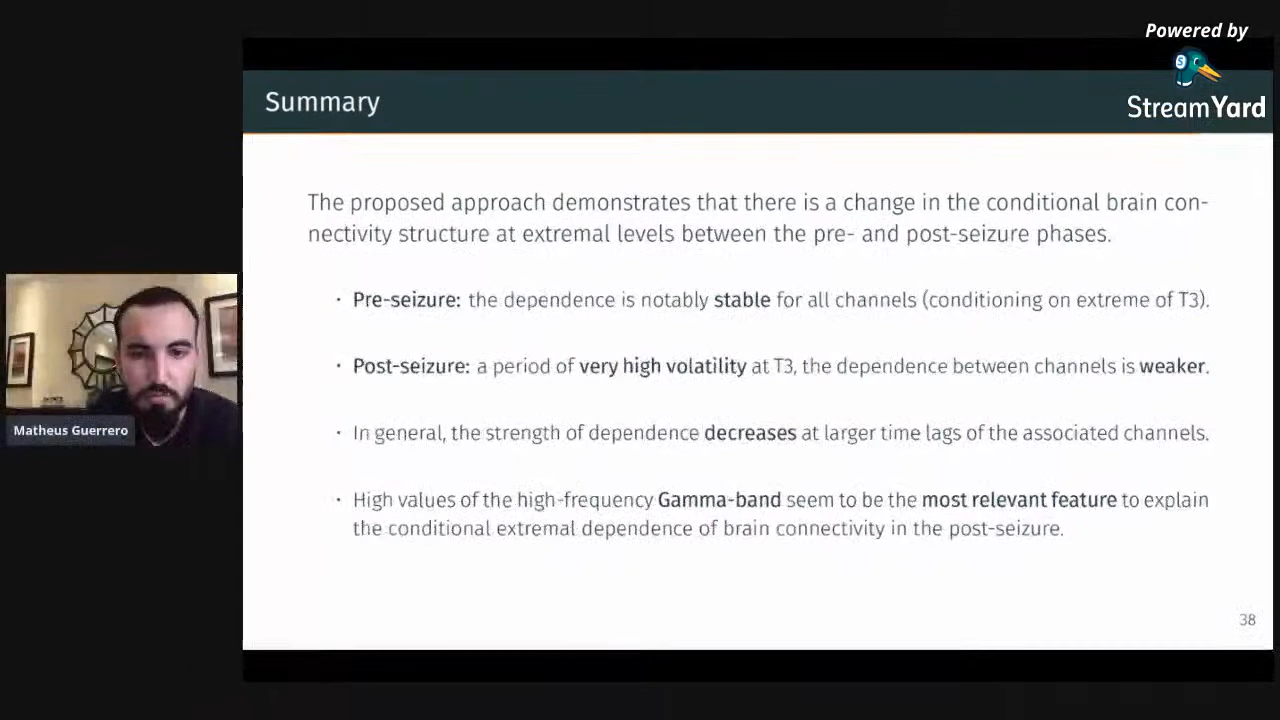 Powered by
StreamYard
Summary
The proposed approach demonstrates that there is a change in the conditional brain con-
nectivity structure at extremal levels between the pre- and post-seizure phases.
· Pre-seizure: the dependence is notably stable for all channels (conditioning on extreme of T3).
· Post-seizure: a period of very high volatility at T3, the dependence between channels is weaker.
· In general, the strength of dependence decreases at larger time lags of the associated channels.
· High values of the high-frequency Gamma-band seem to be the most relevant feature to explain
the conditional extremal dependence of brain connectivity in the post-seizure.
Matheus Guerrero
38